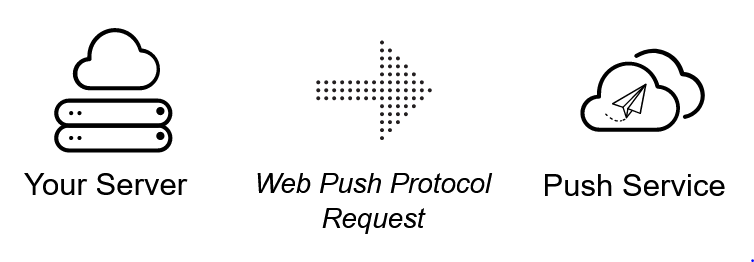 Your Server
Web Push Protocol
Request
Push Service